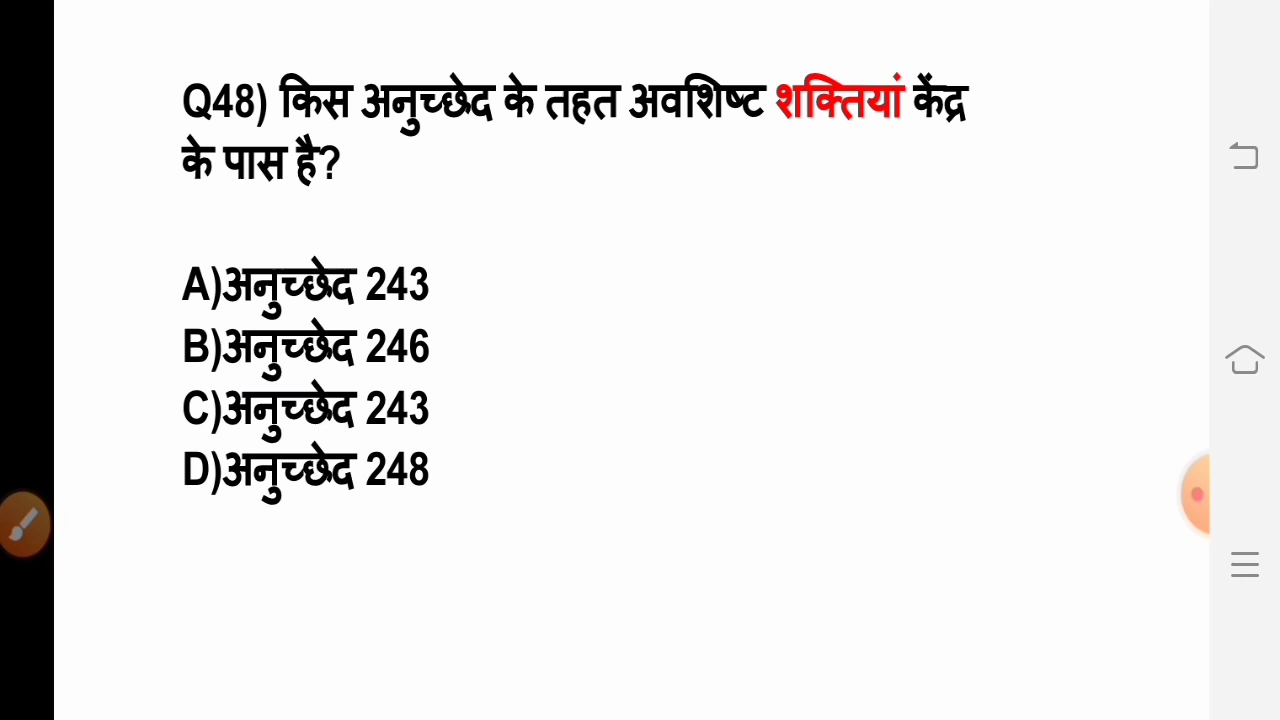 Q48) किस अनुच्छेद के तहत अवशिष्ट शक्तियां केंद्र
के पास है?
A)अनुच्छेद 243
B)अनुच्छेद 246
C)अनुच्छेद 243
D)अनुच्छेद 248